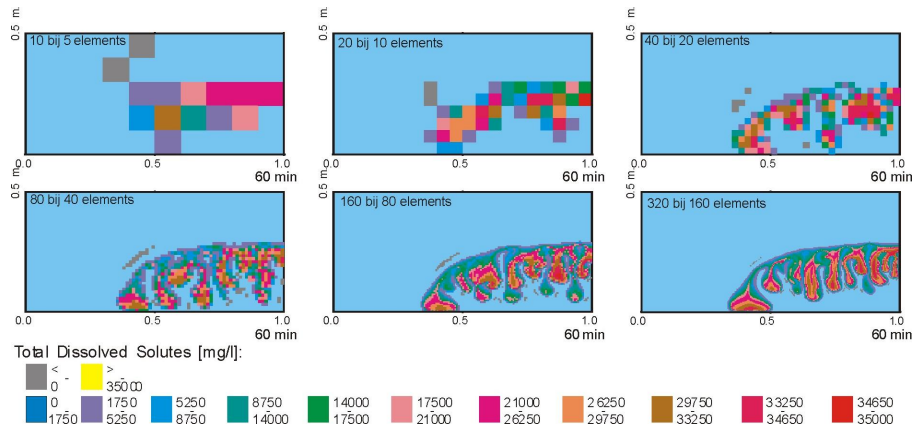 0.5 m.
10 bij 5 elements
0.0 0.5 1.0
60 min
0.5 m.
20 bij 10 elements
0.0 0.5 1.0
60 min
0.5 m.
40 bij 20 elements
0.0 0.5 1.0
60 min
0.5 m.
80 bij 40 elements
0.0 0.5 1.0
60 min
0.5 m.
160 bij 80 elements
0.0 0.5 1.0
60 min
0.5 m.
320 bij 160 elements
0.0 0.5 1.0
60 min
Total Dissolved Solutes [mg/l]:
< - 0
> - 35000
0 - 1750
1750 - 5250
5250 - 8750
8750 - 14000
14000 - 17500
17500 - 21000
21000 - 26250
26250 - 29750
29750 - 33250
33250 - 34650
34650 - 35000